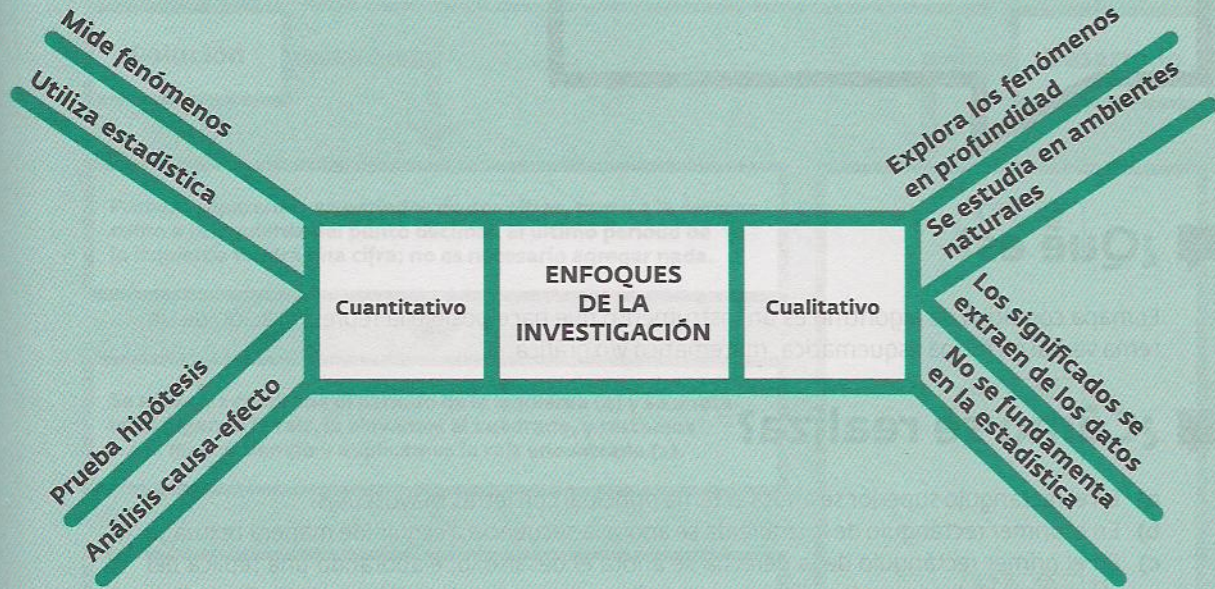 Mide fenómenos
Utiliza estadística
Prueba hipótesis
Análisis causa-efecto
Cuantitativo
ENFOQUES
DE LA
INVESTIGACIÓN
Cualitativo
Explora los fenómenos
en profundidad
Se estudia en ambientes
naturales
Los significados se
extraen de los datos
No se fundamenta
en la estadística